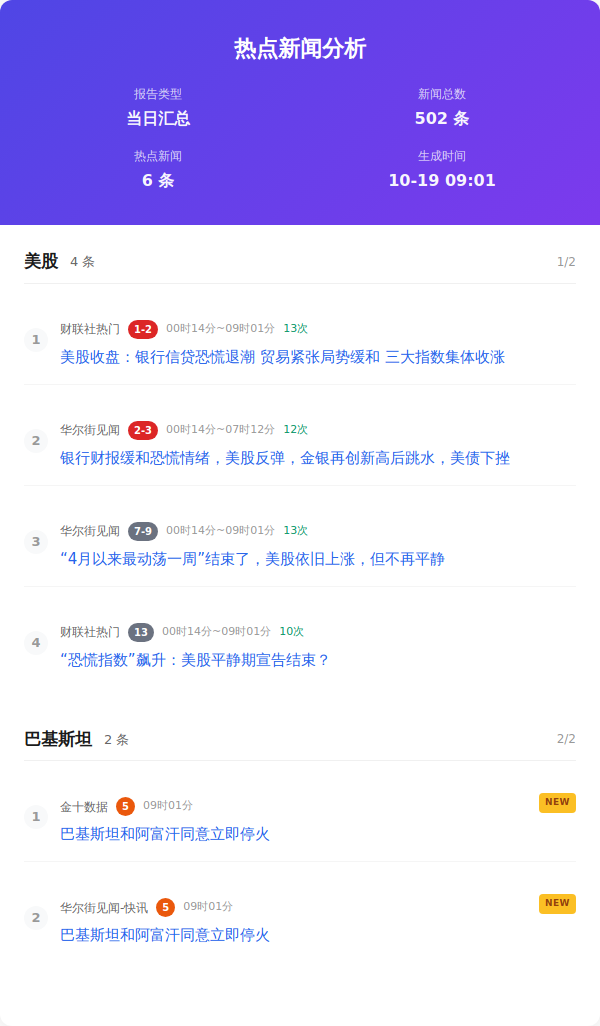 热点新闻分析
报告类型
新闻总数
当日汇总
502 条
热点新闻
生成时间
6 条
10-19 09:01
美股 4 条 1/2
1 财联社热门 1-2 00时14分~09时01分 13次
美股收盘：银行信贷恐慌退潮 贸易紧张局势缓和 三大指数集体收涨
2 华尔街见闻 2-3 00时14分~07时12分 12次
银行财报缓和恐慌情绪，美股反弹，金银再创新高后跳水，美债下挫
3 华尔街见闻 7-9 00时14分~09时01分 13次
“4月以来最动荡一周”结束了，美股依旧上涨，但不再平静
4 财联社热门 13 00时14分~09时01分 10次
“恐慌指数”飙升：美股平静期宣告结束？
巴基斯坦 2 条 2/2
1 金十数据 5 09时01分 NEW
巴基斯坦和阿富汗同意立即停火
2 华尔街见闻-快讯 5 09时01分 NEW
巴基斯坦和阿富汗同意立即停火